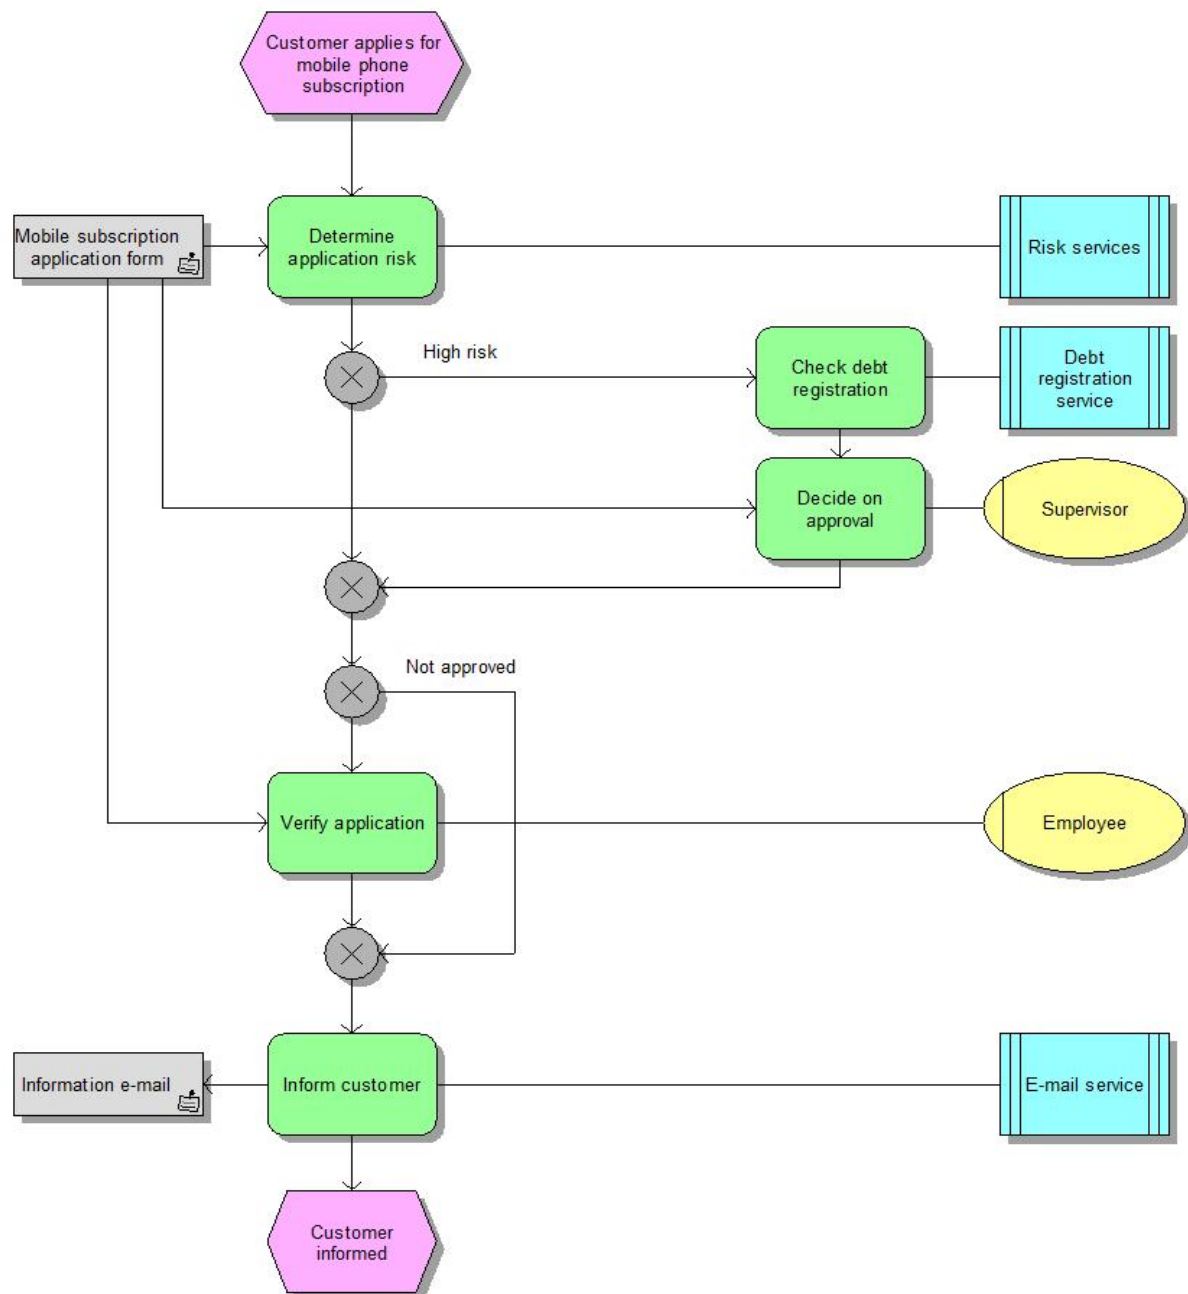 Customer applies for
mobile phone
subscription
Mobile subscription
application form
Determine
application risk
Risk services
High risk
Check debt
registration
Debt
registration
service
Decide on
approval
Supervisor
Not approved
Verify application
Employee
Information e-mail
Inform customer
E-mail service
Customer
informed